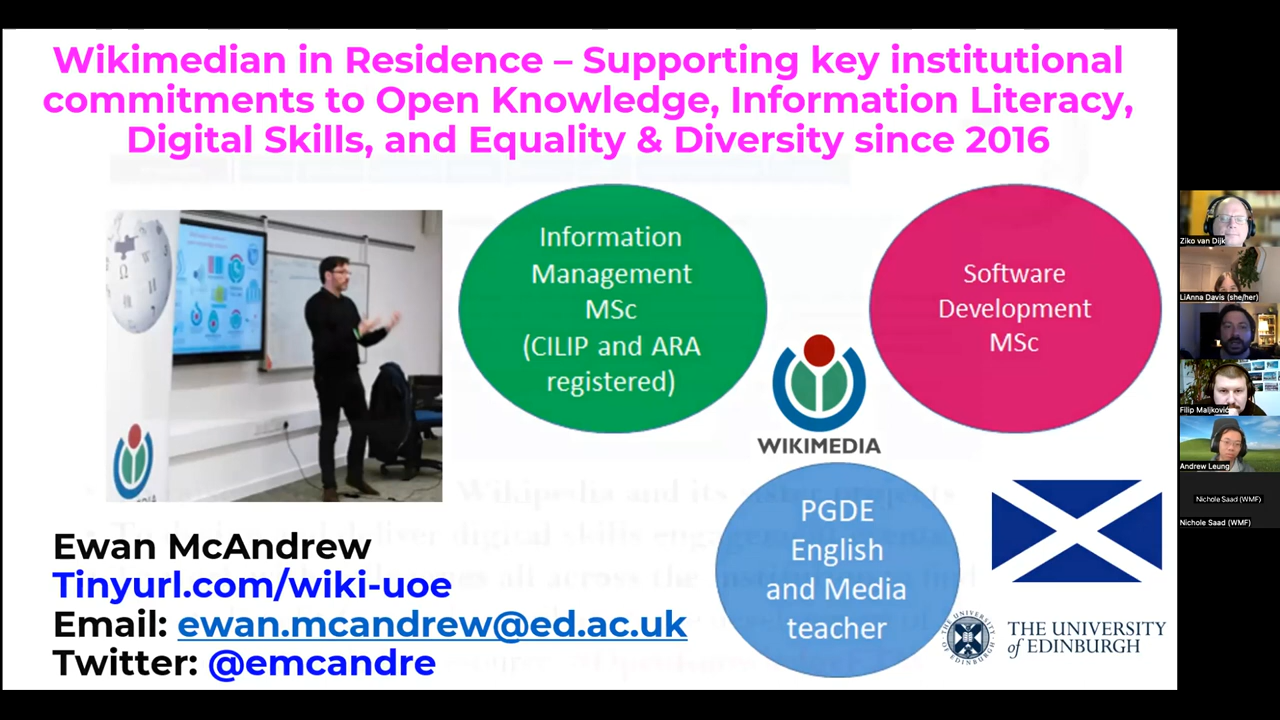 Wikimedian in Residence – Supporting key institutional
commitments to Open Knowledge, Information Literacy,
Digital Skills, and Equality & Diversity since 2016
Information
Management
MSc
(CILIP and ARA
registered)
Software
Development
MSc
WIKIMEDIA
PGDE
English
and Media
teacher
THE UNIVERSITY
of EDINBURGH
Ewan McAndrew
Tinyurl.com/wiki-uoe
Email: ewan.mcandrew@ed.ac.uk
Twitter: @emcandre
Ziko van Dijk
LiAnna Davis (she/her)
Filip Maljković
Andrew Leung
Nichole Saad (WMF)
Nichole Saad (WMF)